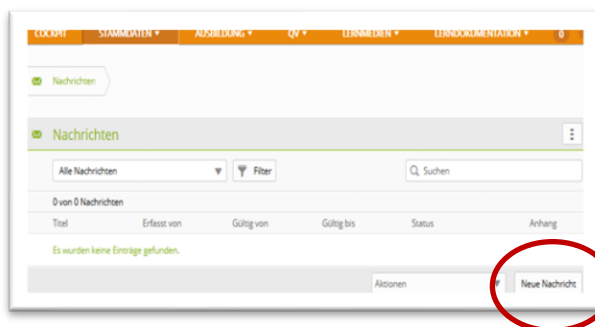 COCKPIT STAMMDATEN AUSBILDUNG QV LERNMEDIEN LERNDOKUMENTATION 0
Nachrichten
Nachrichten
Alle Nachrichten Filter Suchen
0 von 0 Nachrichten
Titel Erfasst von Gültig von Gültig bis Status Anhang
Es wurden keine Einträge gefunden.
Aktionen Neue Nachricht